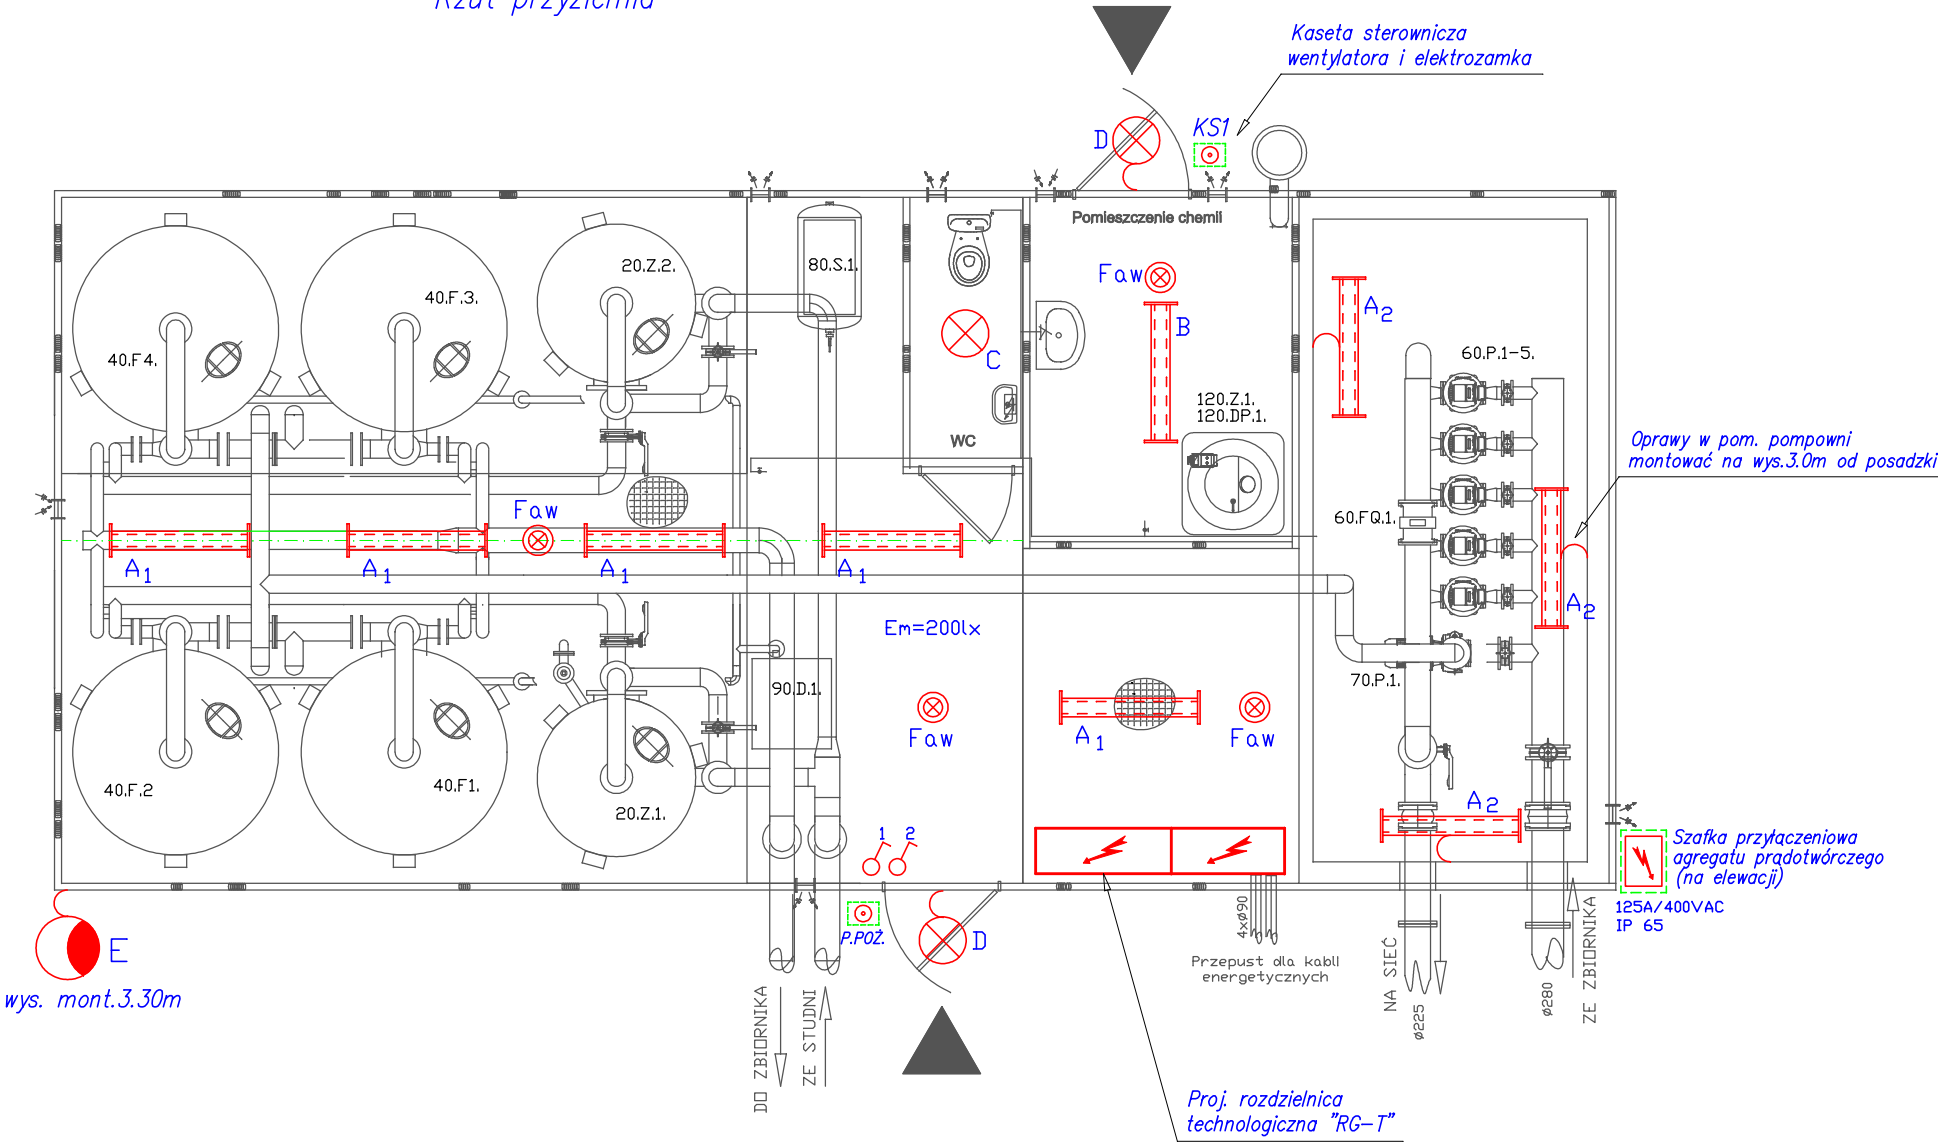 Rzut przyziemia
Kaseta sterownicza
wentylatora i elektrozamka
KS1
D
Pomieszczenie chemii
20.Z.2.
80.S.1.
Faw
40.F.3.
A2
B
40.F4.
C
60.P.1-5.
120.Z.1.
120.DP.1.
WC
Oprawy w pom. pompowni
montować na wys.3.0m od posadzki
Faw
60.FQ.1.
A1
A1
A1
A1
A2
Em=200lx
70.P.1.
90.D.1.
Faw
A1
Faw
40.F.2
40.F1.
20.Z.1.
A2
1
2
Szafka przyłączeniowa
agregatu prądotwórczego
(na elewacji)
125A/400VAC
IP 65
P.POŻ.
D
E
wys. mont.3.30m
4xø90
Przepust dla kabli
energetycznych
NA SIEĆ
ø225
ø280
ZE ZBIORNIKA
DO ZBIORNIKA
ZE STUDNI
Proj. rozdzielnica
technologiczna "RG-T"